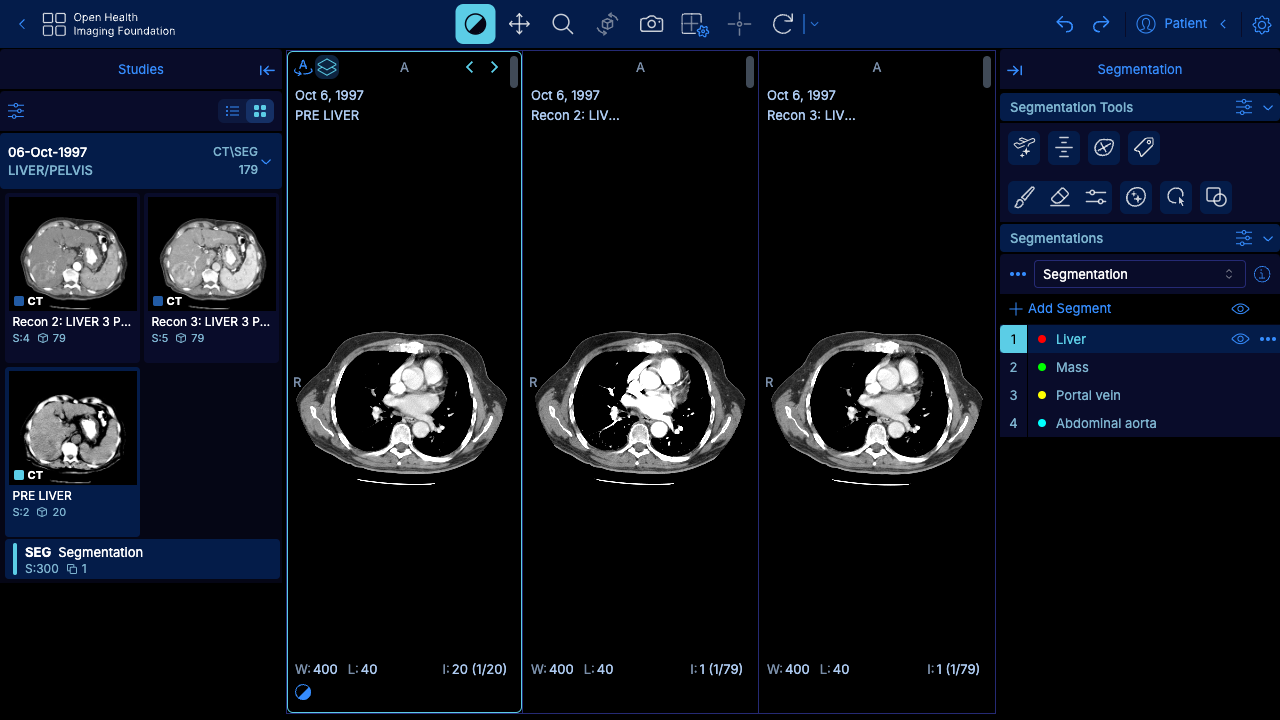 Open Health
Imaging Foundation
Patient
Studies
06-Oct-1997
CT\SEG
LIVER/PELVIS
179
CT
CT
Recon 2: LIVER 3 P...
Recon 3: LIVER 3 P...
S:4 79
S:5 79
CT
PRE LIVER
S:2 20
SEG Segmentation
S:300 1
A
Oct 6, 1997
PRE LIVER
R
W: 400 L: 40
I: 20 (1/20)
A
Oct 6, 1997
Recon 2: LIV...
R
W: 400 L: 40
I: 1 (1/79)
A
Oct 6, 1997
Recon 3: LIV...
R
W: 400 L: 40
I: 1 (1/79)
Segmentation
Segmentation Tools
Segmentations
Segmentation
Add Segment
1 Liver
2 Mass
3 Portal vein
4 Abdominal aorta